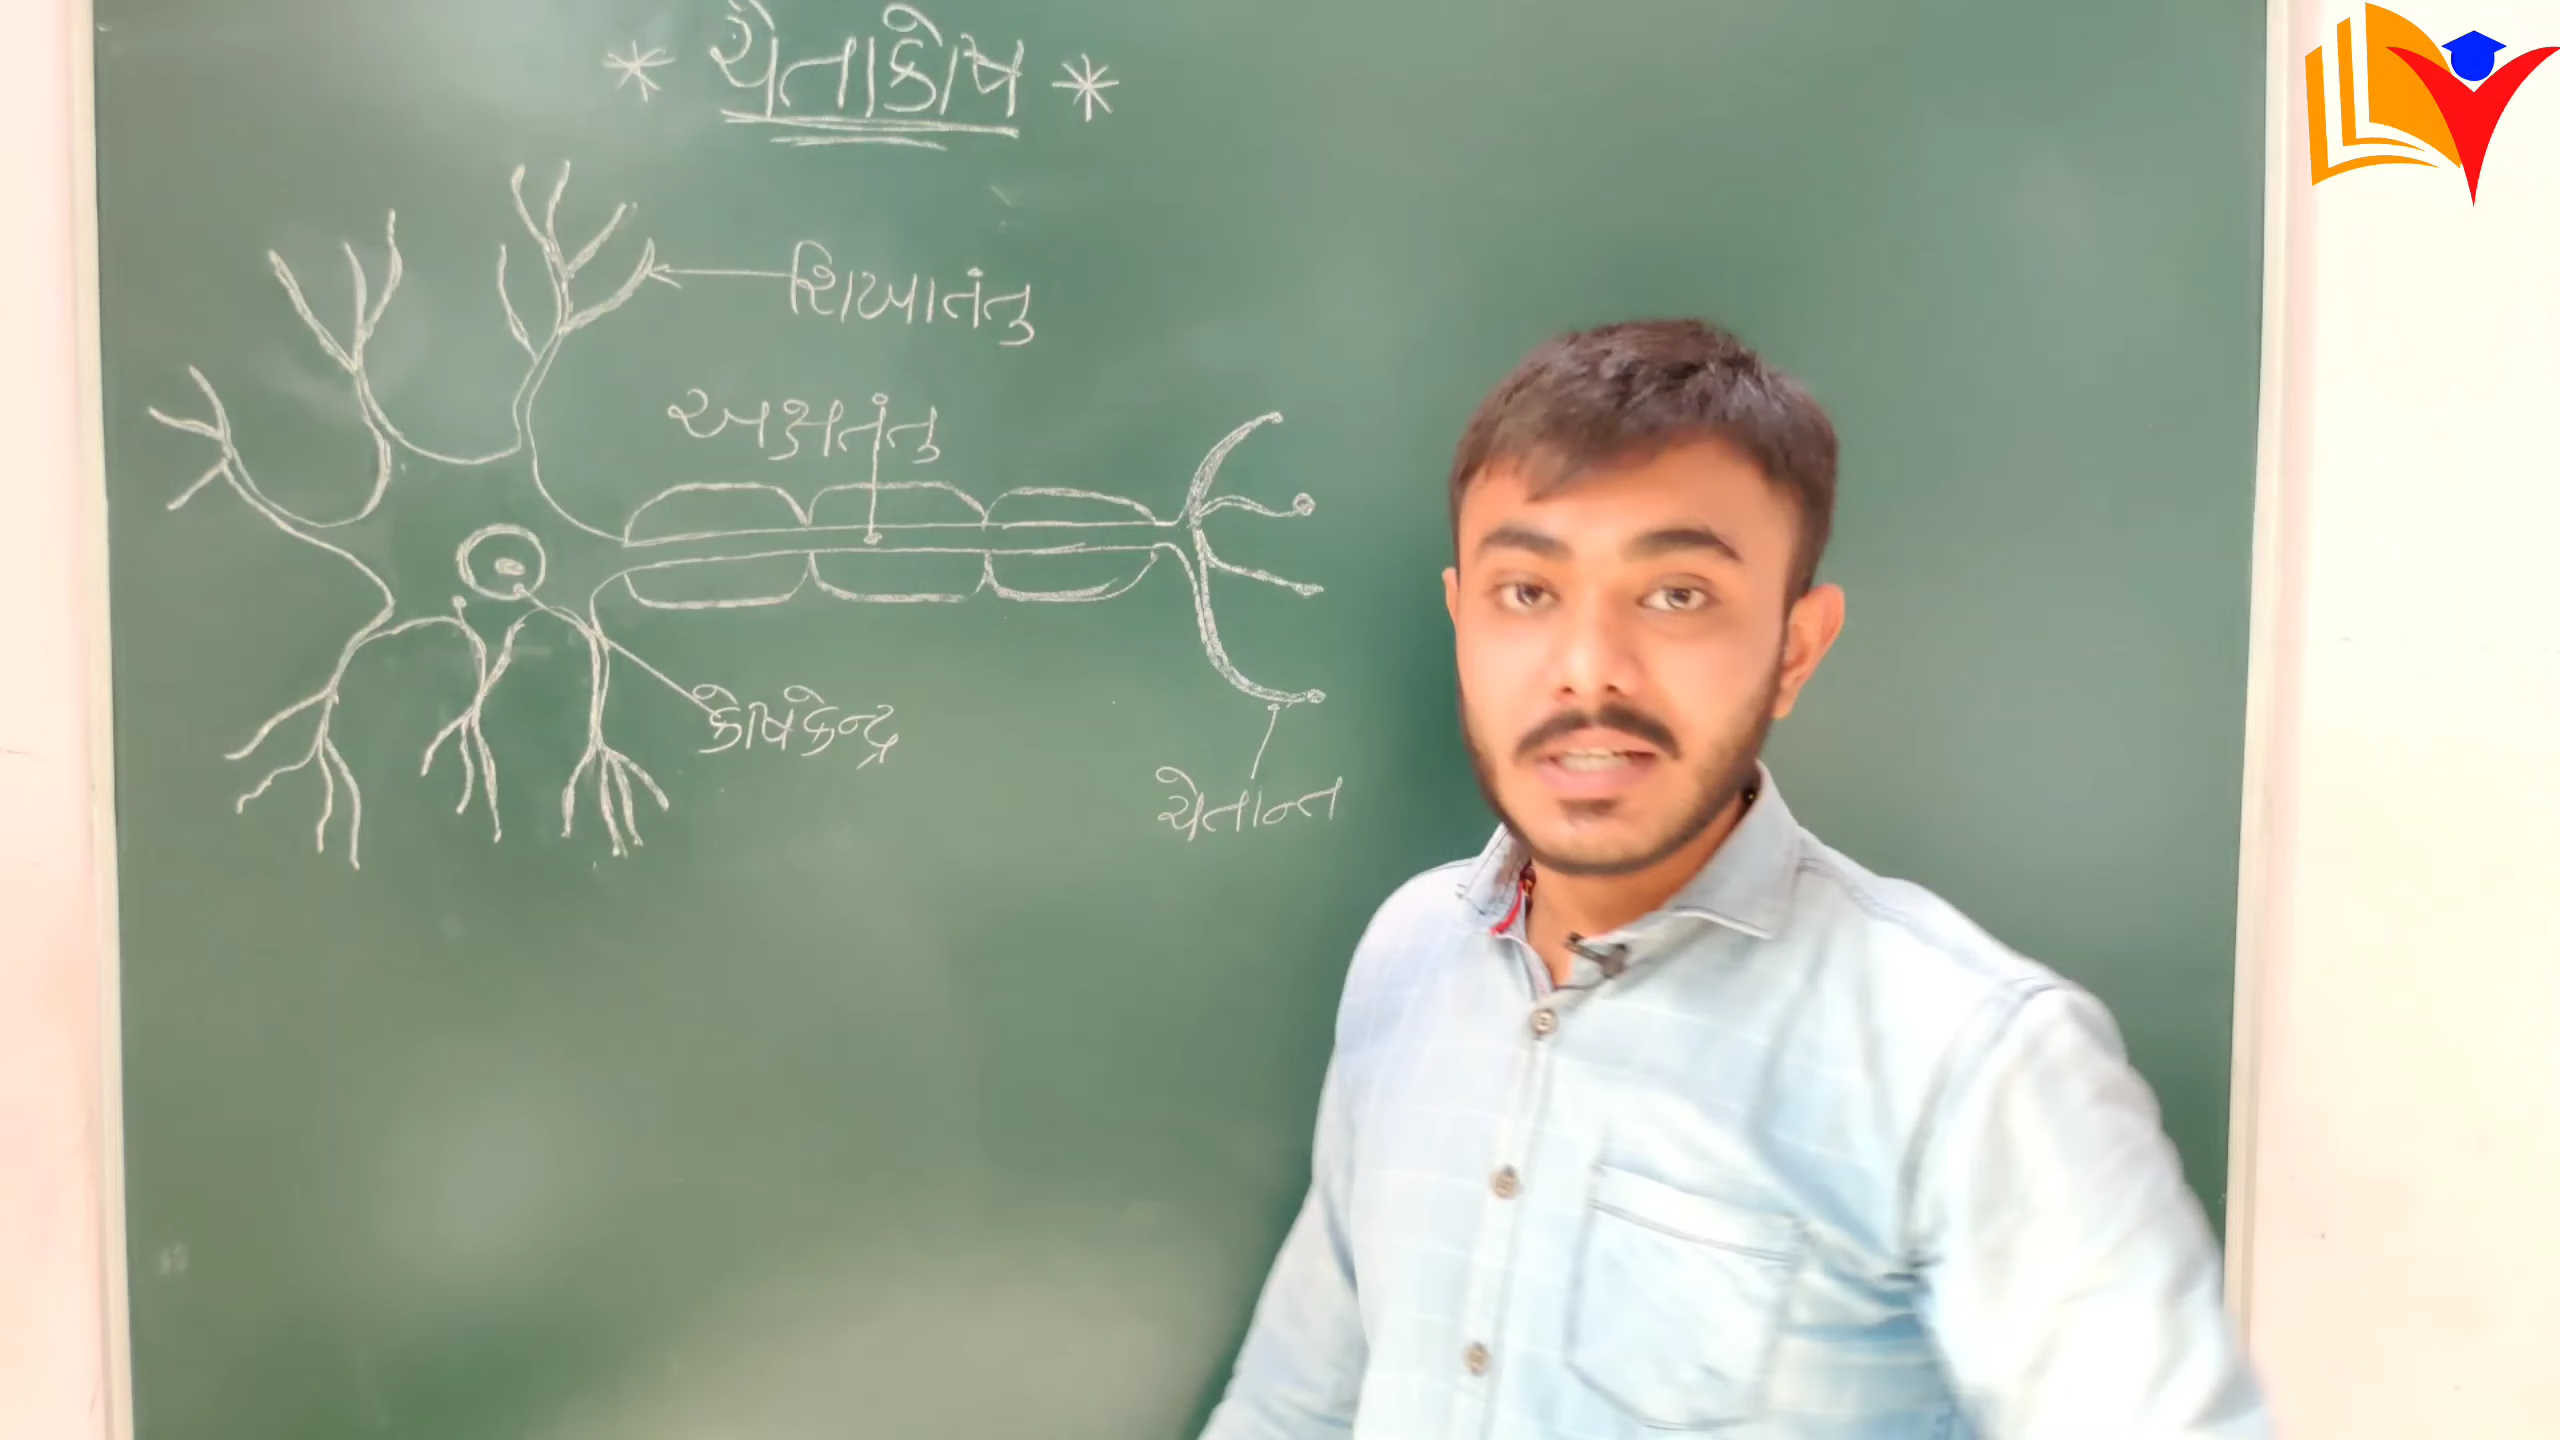 * ચેતાકોષ *
શિખાતંતુ
અક્ષતંતુ
કોષકેન્દ્ર
ચેતાન્ત